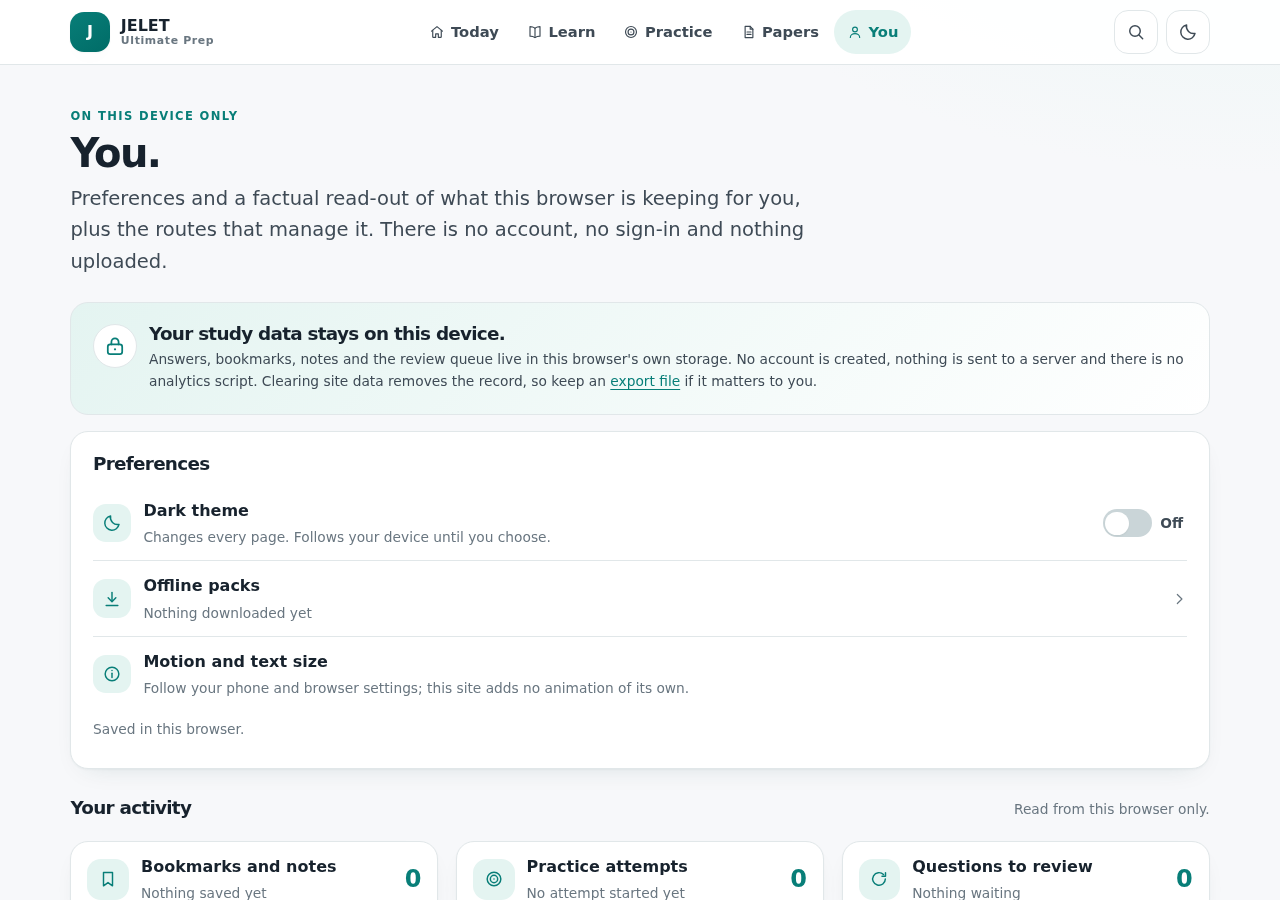 J
JELET
Ultimate Prep
Today
Learn
Practice
Papers
You
ON THIS DEVICE ONLY
You.
Preferences and a factual read-out of what this browser is keeping for you,
plus the routes that manage it. There is no account, no sign-in and nothing
uploaded.
Your study data stays on this device.
Answers, bookmarks, notes and the review queue live in this browser's own storage. No account is created, nothing is sent to a server and there is no
analytics script. Clearing site data removes the record, so keep an export file if it matters to you.
Preferences
Dark theme
Changes every page. Follows your device until you choose.
Off
Offline packs
Nothing downloaded yet
Motion and text size
Follow your phone and browser settings; this site adds no animation of its own.
Saved in this browser.
Your activity
Read from this browser only.
Bookmarks and notes
Nothing saved yet
0
Practice attempts
No attempt started yet
0
Questions to review
Nothing waiting
0